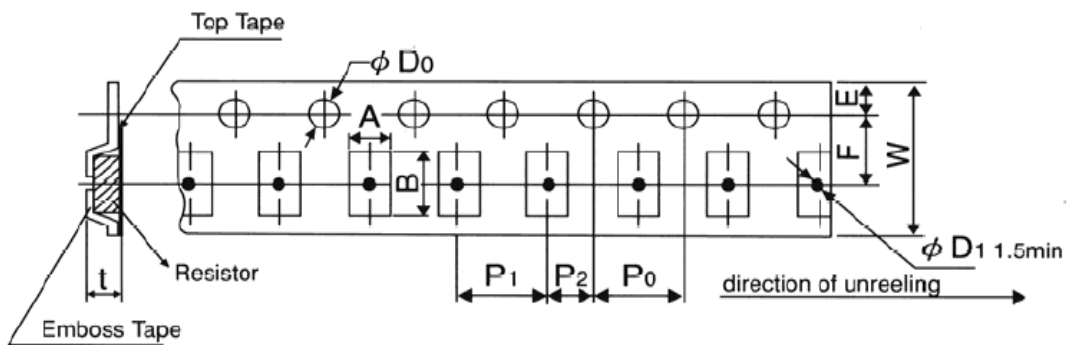 Top Tape
φ D0
A
B
E
F
W
t
Resistor
Emboss Tape
P1
P2
P0
φ D1 1.5min
direction of unreeling